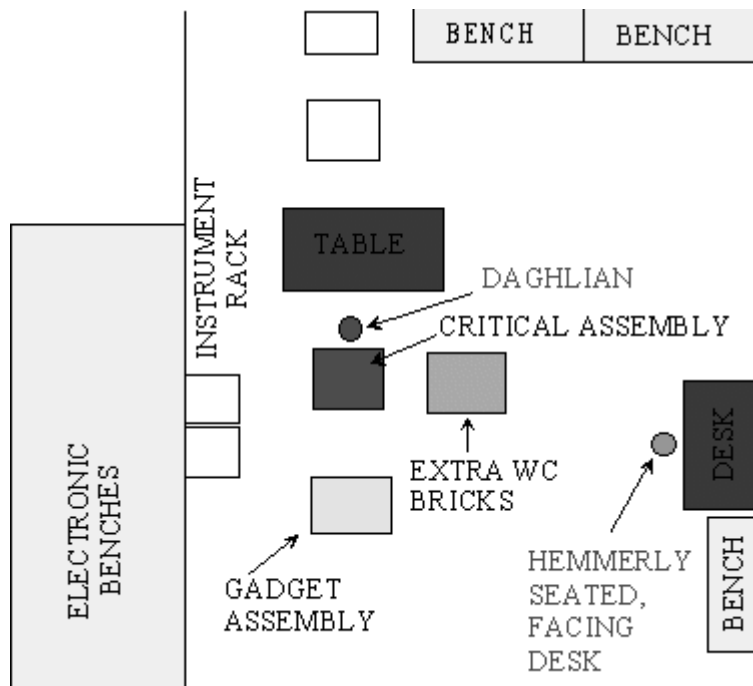 BENCH
BENCH
INSTRUMENT
RACK
TABLE
DAGHLIAN
CRITICAL ASSEMBLY
DESK
ELECTRONIC
BENCHES
EXTRA WC
BRICKS
GADGET
ASSEMBLY
HEMMERLY
SEATED,
FACING
DESK
BENCH